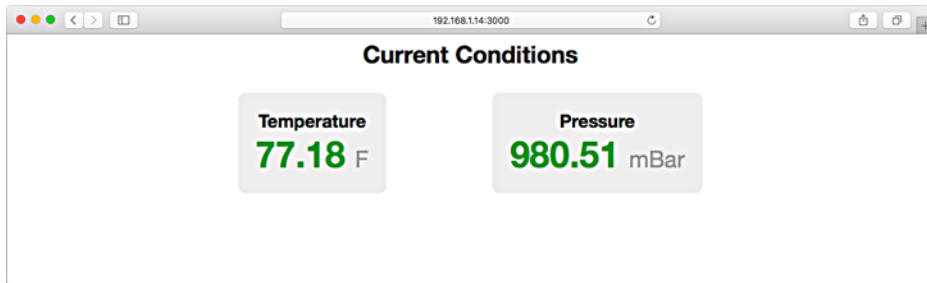 192.168.1.14:3000
Current Conditions
Temperature
77.18 F
Pressure
980.51 mBar